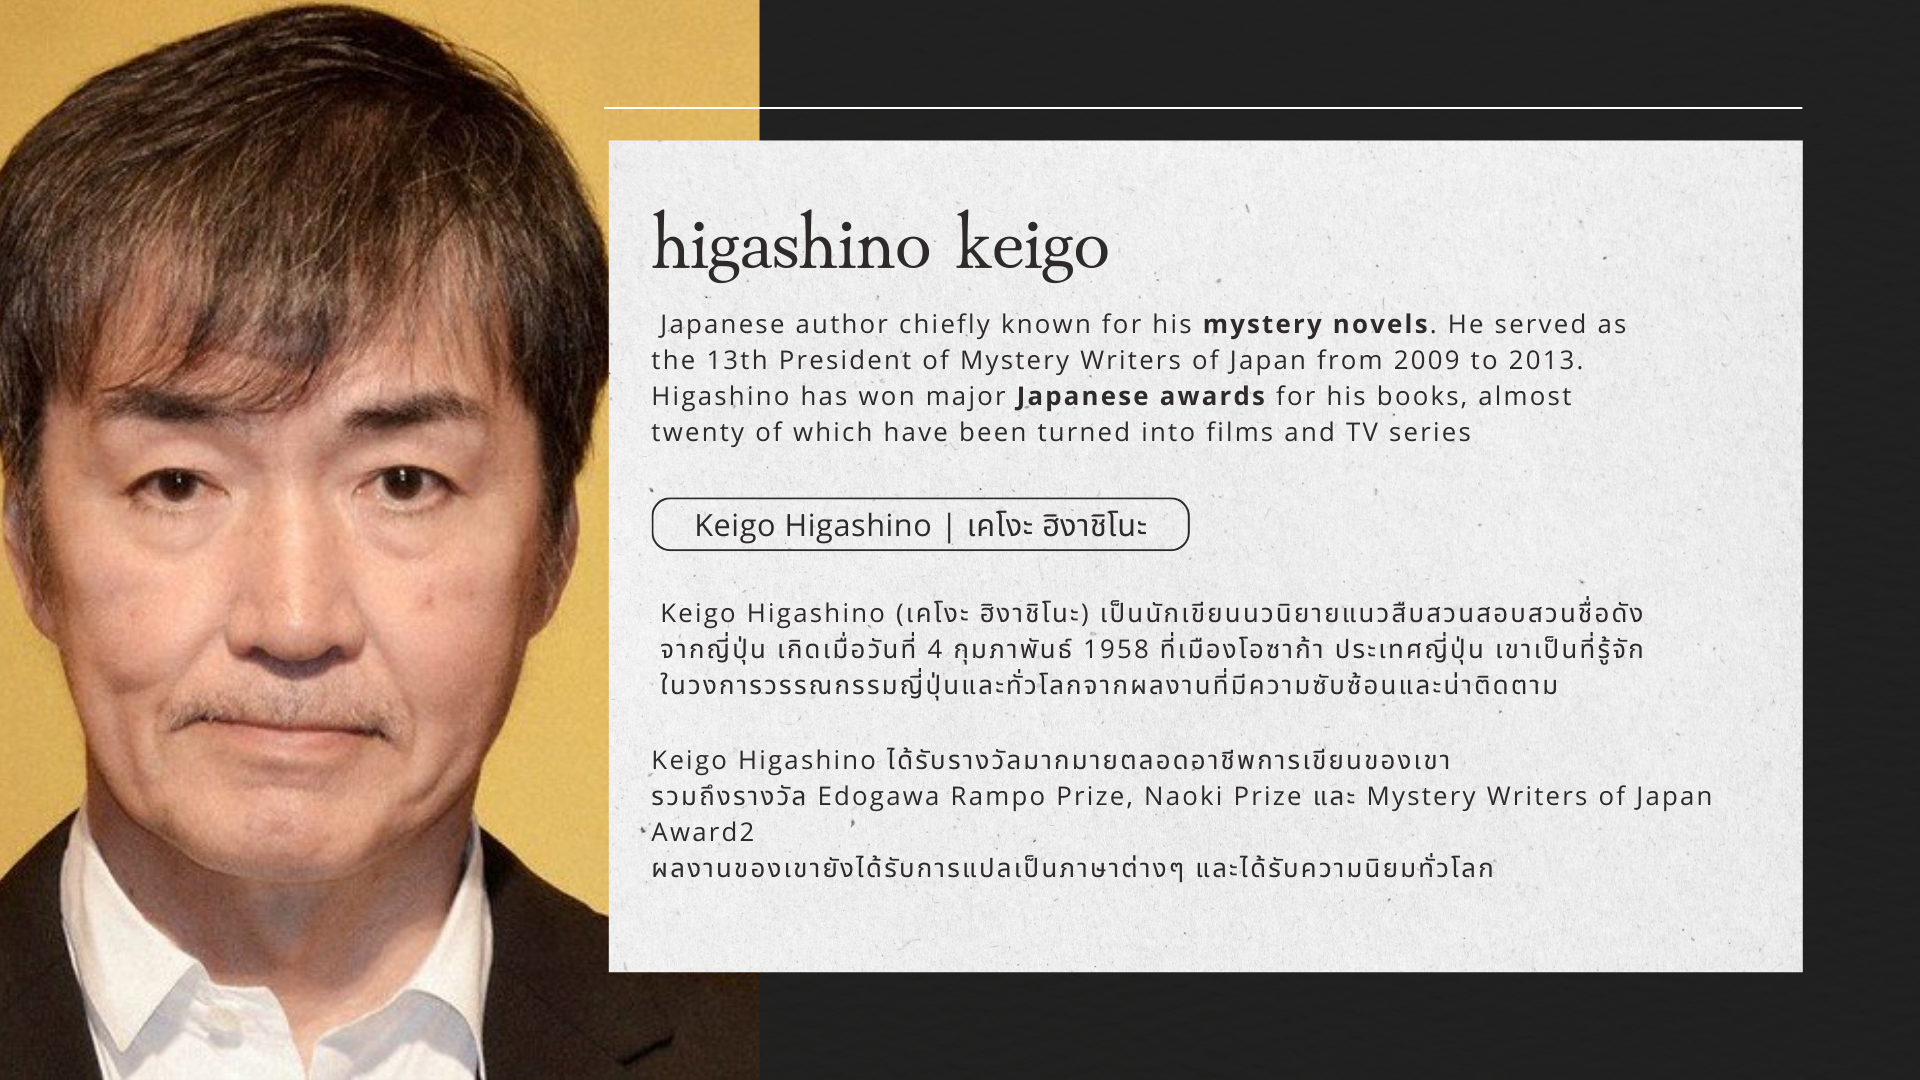 higashino keigo
Japanese author chiefly known for his mystery novels. He served as
the 13th President of Mystery Writers of Japan from 2009 to 2013.
Higashino has won major Japanese awards for his books, almost
twenty of which have been turned into films and TV series
Keigo Higashino | เคโงะ ฮิงาชิโนะ
Keigo Higashino (เคโงะ ฮิงาชิโนะ) เป็นนักเขียนนวนิยายแนวสืบสวนสอบสวนชื่อดัง
จากญี่ปุ่น เกิดเมื่อวันที่ 4 กุมภาพันธ์ 1958 ที่เมืองโอซาก้า ประเทศญี่ปุ่น เขาเป็นที่รู้จัก
ในวงการวรรณกรรมญี่ปุ่นและทั่วโลกจากผลงานที่มีความซับซ้อนและน่าติดตาม
Keigo Higashino ได้รับรางวัลมากมายตลอดอาชีพการเขียนของเขา
รวมถึงรางวัล Edogawa Rampo Prize, Naoki Prize และ Mystery Writers of Japan
Award2
ผลงานของเขายังได้รับการแปลเป็นภาษาต่างๆ และได้รับความนิยมทั่วโลก